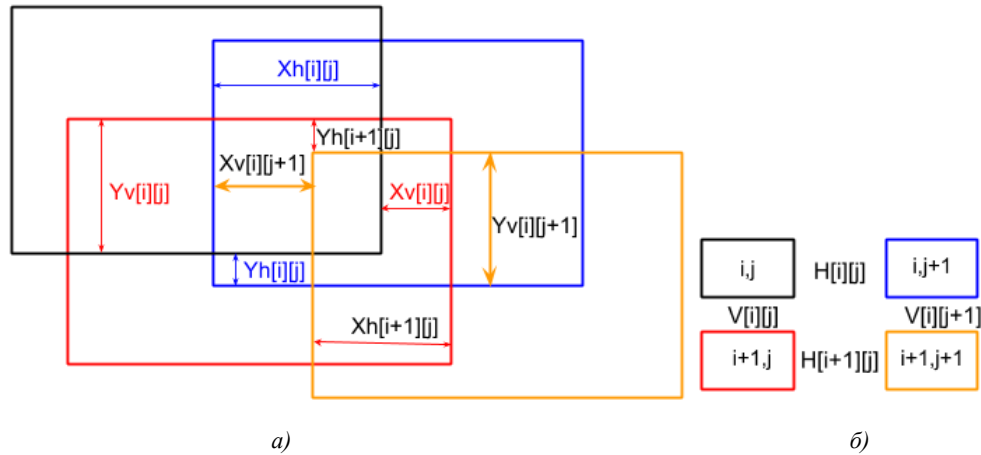 Xh[i][j]
Yh[i+1][j]
Xv[i][j+1]
Yv[i][j]
Xv[i][j]
Yv[i][j+1]
Yh[i][j]
Xh[i+1][j]
i,j
H[i][j]
i,j+1
V[i][j]
V[i][j+1]
i+1,j
H[i+1][j]
i+1,j+1
а)
б)